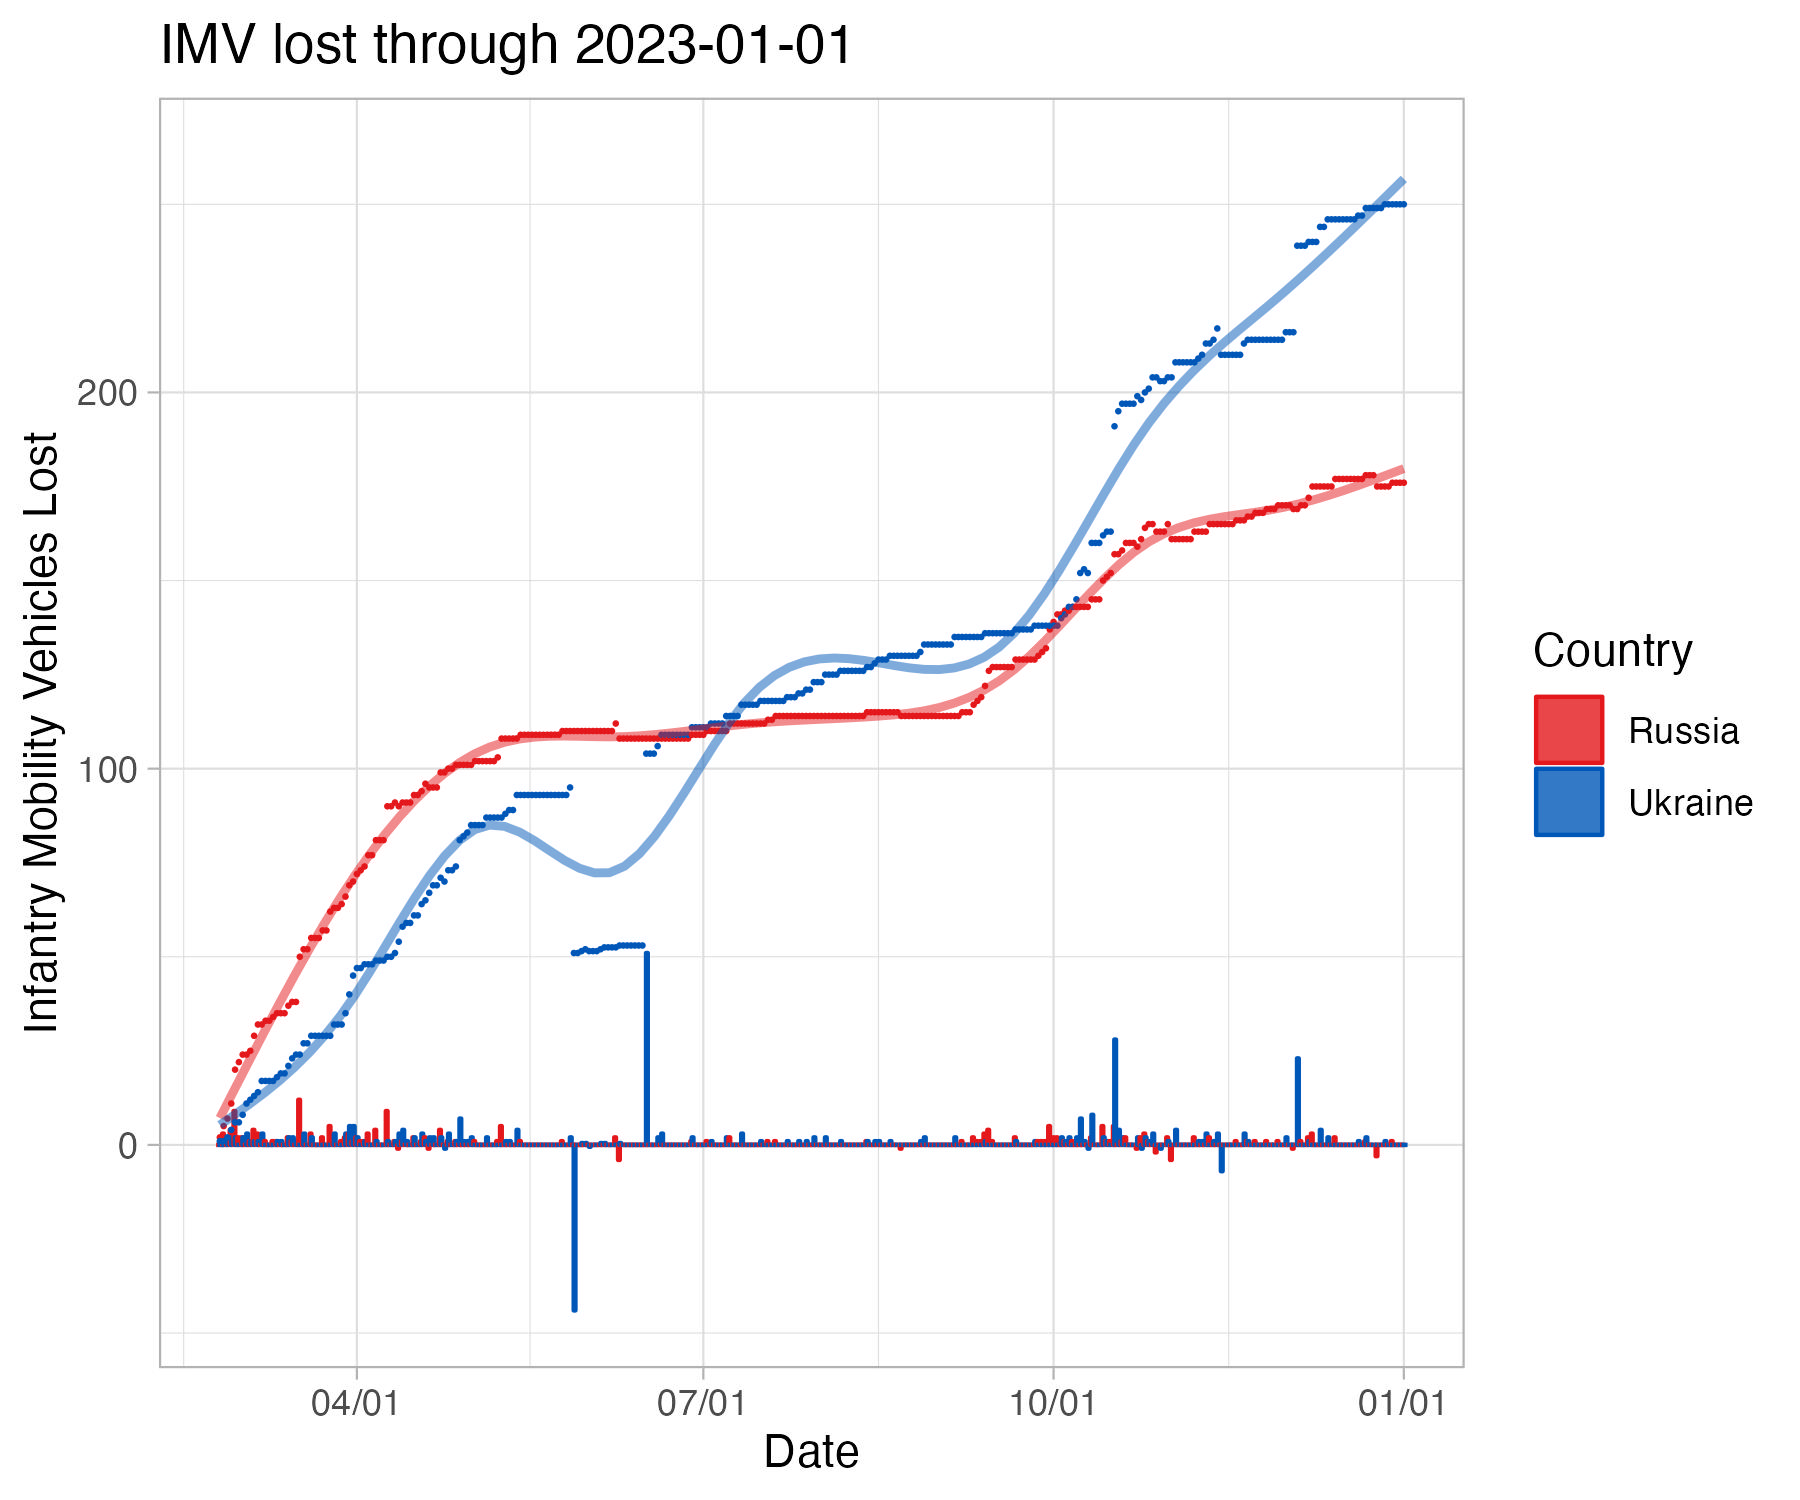 IMV lost through 2023-01-01
Infantry Mobility Vehicles Lost
200
100
0
04/01
07/01
10/01
01/01
Date
Country
Russia
Ukraine